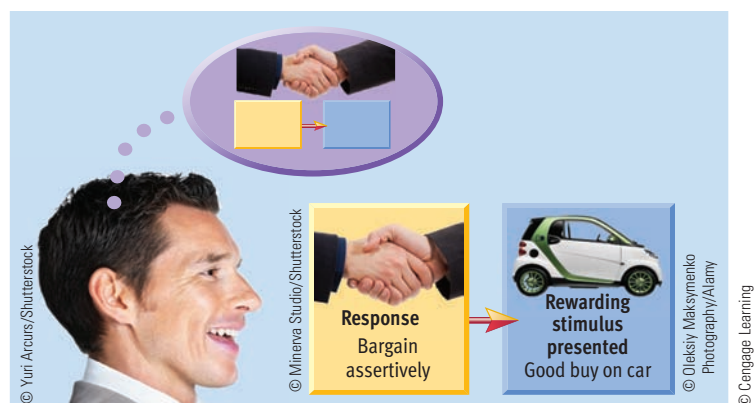 © Yuri Arcurs/Shutterstock
© Minerva Studio/Shutterstock
Response
Bargain
assertively
Rewarding
stimulus
presented
Good buy on car
© Oleksiy Maksymenko
Photography/Alamy
© Cengage Learning